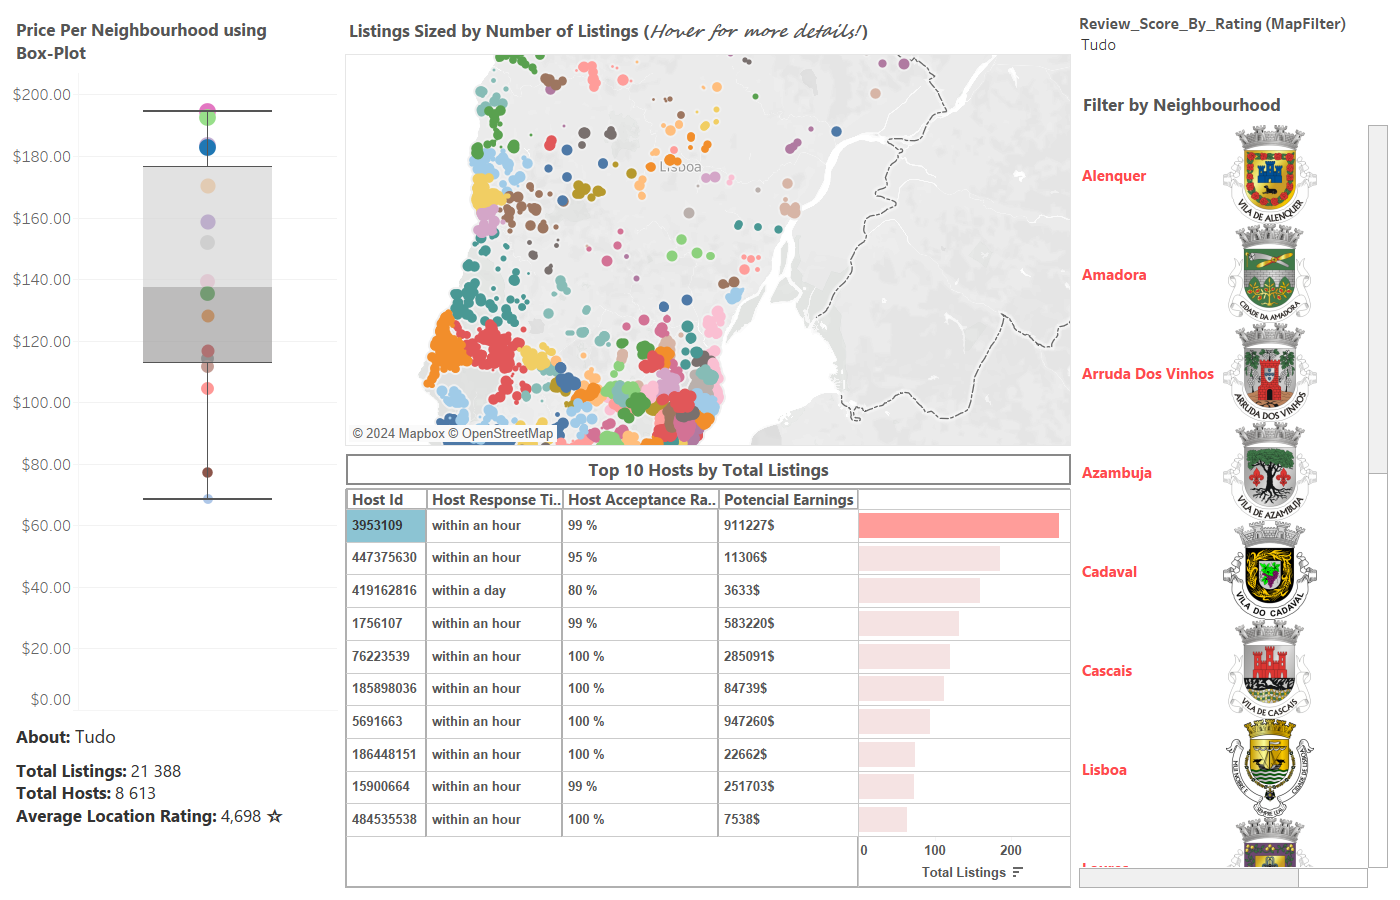 Price Per Neighbourhood using
Box-Plot
$200.00
$180.00
$160.00
$140.00
$120.00
$100.00
$80.00
$60.00
$40.00
$20.00
$0.00
About: Tudo
Total Listings: 21 388
Total Hosts: 8 613
Average Location Rating: 4,698 ☆
Listings Sized by Number of Listings (Hover for more details!)
Lisboa
© 2024 Mapbox © OpenStreetMap
Top 10 Hosts by Total Listings
Host Id Host Response Ti.. Host Acceptance Ra.. Potencial Earnings
3953109 within an hour 99 % 911227$
447375630 within an hour 95 % 11306$
419162816 within a day 80 % 3633$
1756107 within an hour 99 % 583220$
76223539 within an hour 100 % 285091$
185898036 within an hour 100 % 84739$
5691663 within an hour 100 % 947260$
186448151 within an hour 100 % 22662$
15900664 within an hour 99 % 251703$
484535538 within an hour 100 % 7538$
0 100 200
Total Listings
Review_Score_By_Rating (MapFilter)
Tudo
Filter by Neighbourhood
Alenquer
VILA DE ALENQUER
Amadora
CIDADE DA AMADORA
Arruda Dos Vinhos
ARRUDA DOS VINHOS
Azambuja
VILA DE AZAMBUJA
Cadaval
VILA DO CADAVAL
Cascais
VILA DE CASCAIS
Lisboa